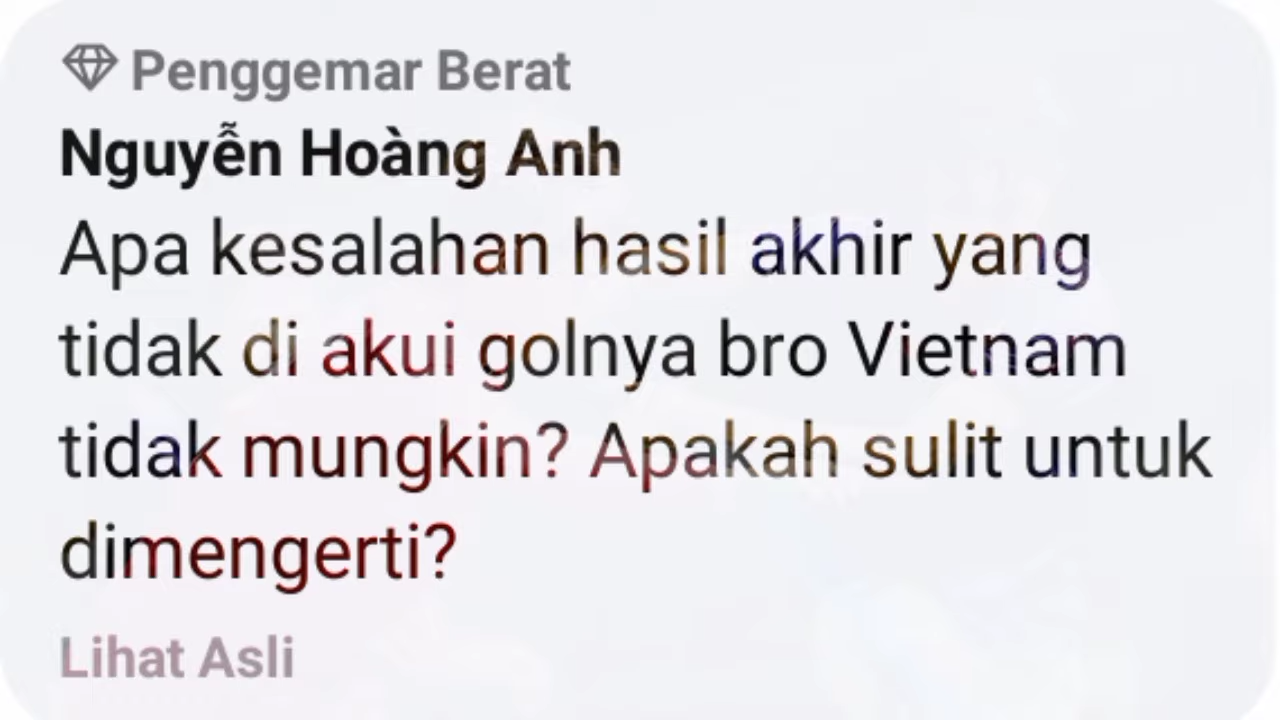 Penggemar Berat
Nguyễn Hoàng Anh
Apa kesalahan hasil akhir yang
tidak di akui golnya bro Vietnam
tidak mungkin? Apakah sulit untuk
dimengerti?
Lihat Asli